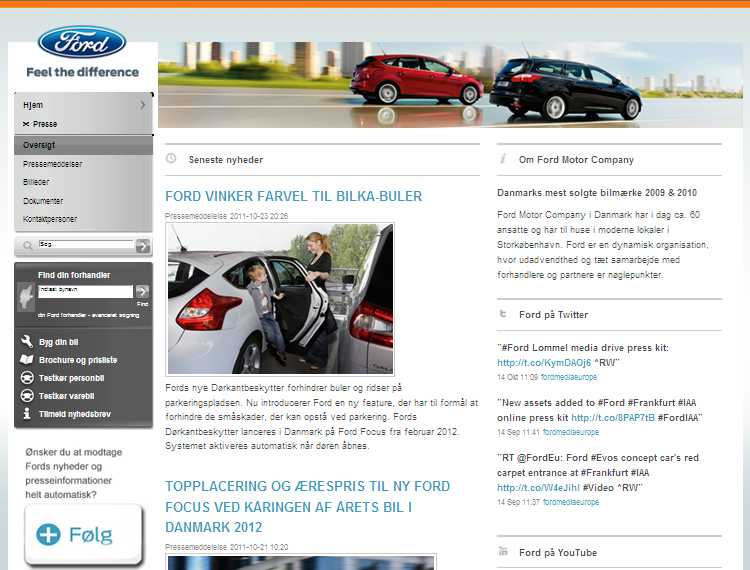 Ford
Feel the difference
Hjem
Presse
Oversigt
Pressemeddelser
Billeder
Dokumenter
Kontaktpersoner
Søg...
Find din forhandler
Indtast bynavn
Find
din Ford forhandler - avanceret søgning
Byg din bil
Brochure og prisliste
Testkør personbil
Testkør varebil
Tilmeld nyhedsbrev
Ønsker du at modtage
Fords nyheder og
presseinformationer
helt automatisk?
Følg
Seneste nyheder
FORD VINKER FARVEL TIL BILKA-BULER
Pressemeddelelse 2011-10-23 20:26
Fords nye Dørkantbeskytter forhindrer buler og ridser på
parkeringspladsen. Nu introducerer Ford en ny feature, der har til formål at
forhindre de småskader, der kan opstå ved parkering. Fords
Dørkantbeskytter lanceres i Danmark på Ford Focus fra februar 2012.
Systemet aktiveres automatisk når døren åbnes.
TOPPLACERING OG ÆRESPRIS TIL NY FORD
FOCUS VED KÅRINGEN AF ÅRETS BIL I
DANMARK 2012
Pressemeddelelse 2011-10-21 10:20
Om Ford Motor Company
Danmarks mest solgte bilmærke 2009 & 2010
Ford Motor Company i Danmark har i dag ca. 60
ansatte og har til huse i moderne lokaler i
Storkøbenhavn. Ford er en dynamisk organisation,
hvor udadvendthed og tæt samarbejde med
forhandlere og partnere er nøglepunkter.
Ford på Twitter
"#Ford Lommel media drive press kit:
http://t.co/KymDAOj6 ^RW"
14 Okt 11:09 fordmediaeurope
"New assets added to #Ford #Frankfurt #IAA
online press kit http://t.co/8PAP7tB #FordIAA"
14 Sep 11:41 fordmediaeurope
"RT @FordEu: Ford #Evos concept car's red
carpet entrance at #Frankfurt #IAA
http://t.co/W4eJihI #Video ^RW"
14 Sep 11:37 fordmediaeurope
Ford på YouTube